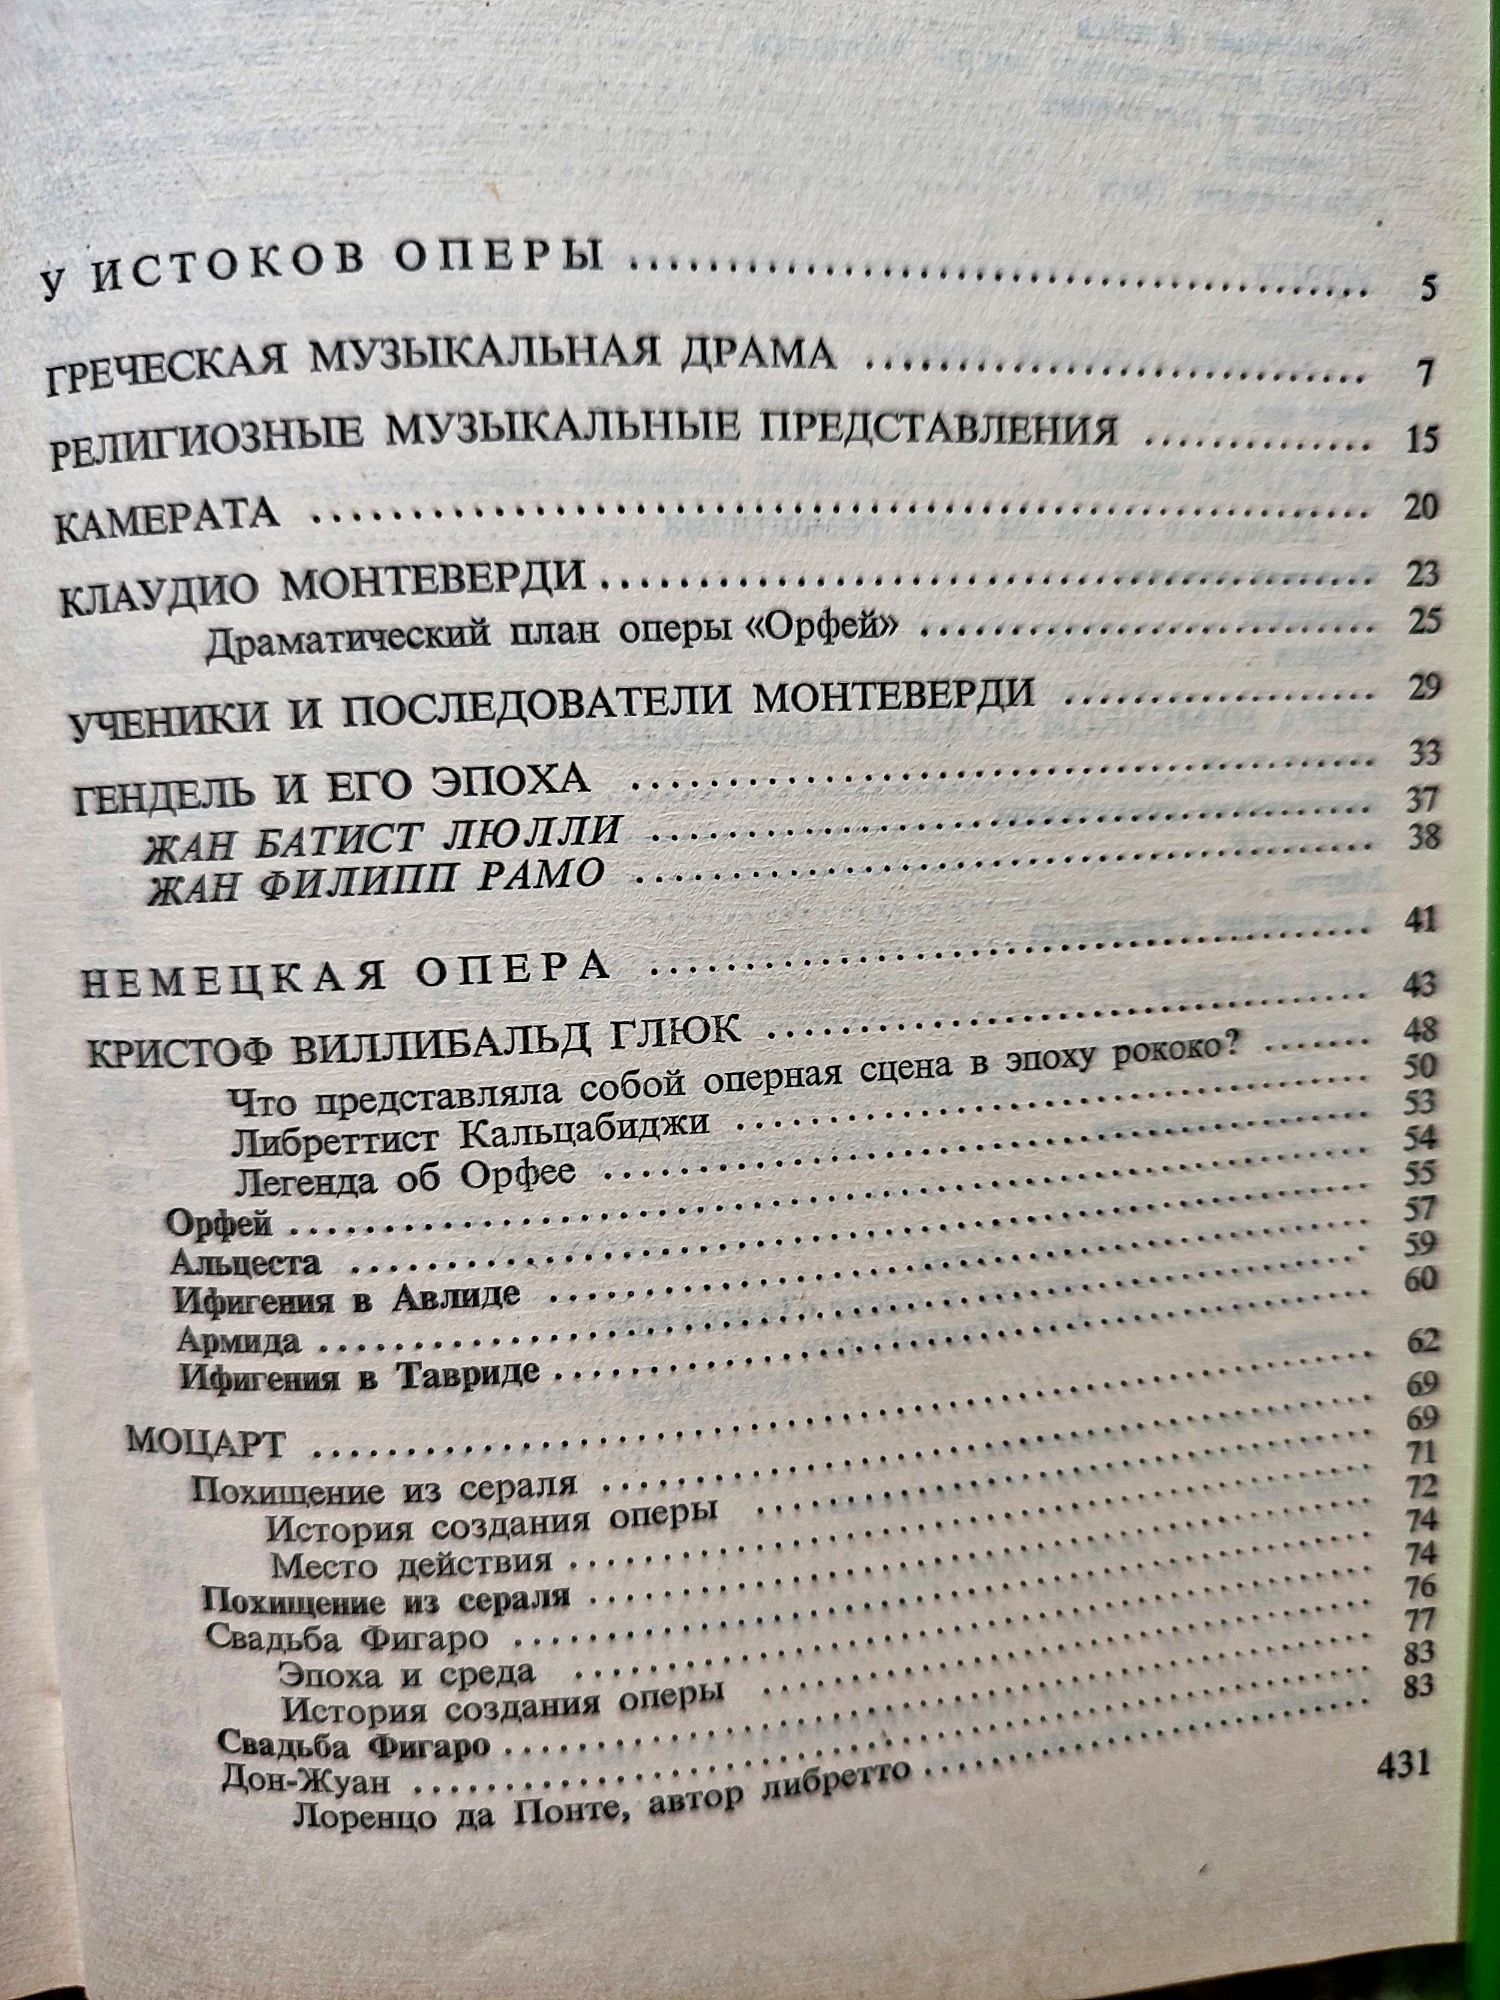 У ИСТОКОВ ОПЕРЫ ........ 5
ГРЕЧЕСКАЯ МУЗЫКАЛЬНАЯ ДРАМА ........ 7
РЕЛИГИОЗНЫЕ МУЗЫКАЛЬНЫЕ ПРЕДСТАВЛЕНИЯ ........ 15
КАМЕРАТА ........ 20
КЛАУДИО МОНТЕВЕРДИ ........ 23
Драматический план оперы «Орфей» ........ 25
УЧЕНИКИ И ПОСЛЕДОВАТЕЛИ МОНТЕВЕРДИ ........ 29
ГЕНДЕЛЬ И ЕГО ЭПОХА ........ 33
ЖАН БАТИСТ ЛЮЛЛИ ........ 37
ЖАН ФИЛИПП РАМО ........ 38
НЕМЕЦКАЯ ОПЕРА ........ 41
КРИСТОФ ВИЛЛИБАЛЬД ГЛЮК ........ 43
Что представляла собой оперная сцена в эпоху рококо? ........ 48
Либреттист Кальцабиджи ........ 50
Легенда об Орфее ........ 53
Орфей ........ 54
Альцеста ........ 55
Ифигения в Авлиде ........ 57
Армида ........ 59
Ифигения в Тавриде ........ 60
МОЦАРТ ........ 62
Похищение из сераля ........ 69
История создания оперы ........ 69
Место действия ........ 71
Похищение из сераля ........ 72
Свадьба Фигаро ........ 74
Эпоха и среда ........ 74
История создания оперы ........ 76
Свадьба Фигаро ........ 77
Дон-Жуан ........ 83
Лоренцо да Понте, автор либретто ........ 83
431